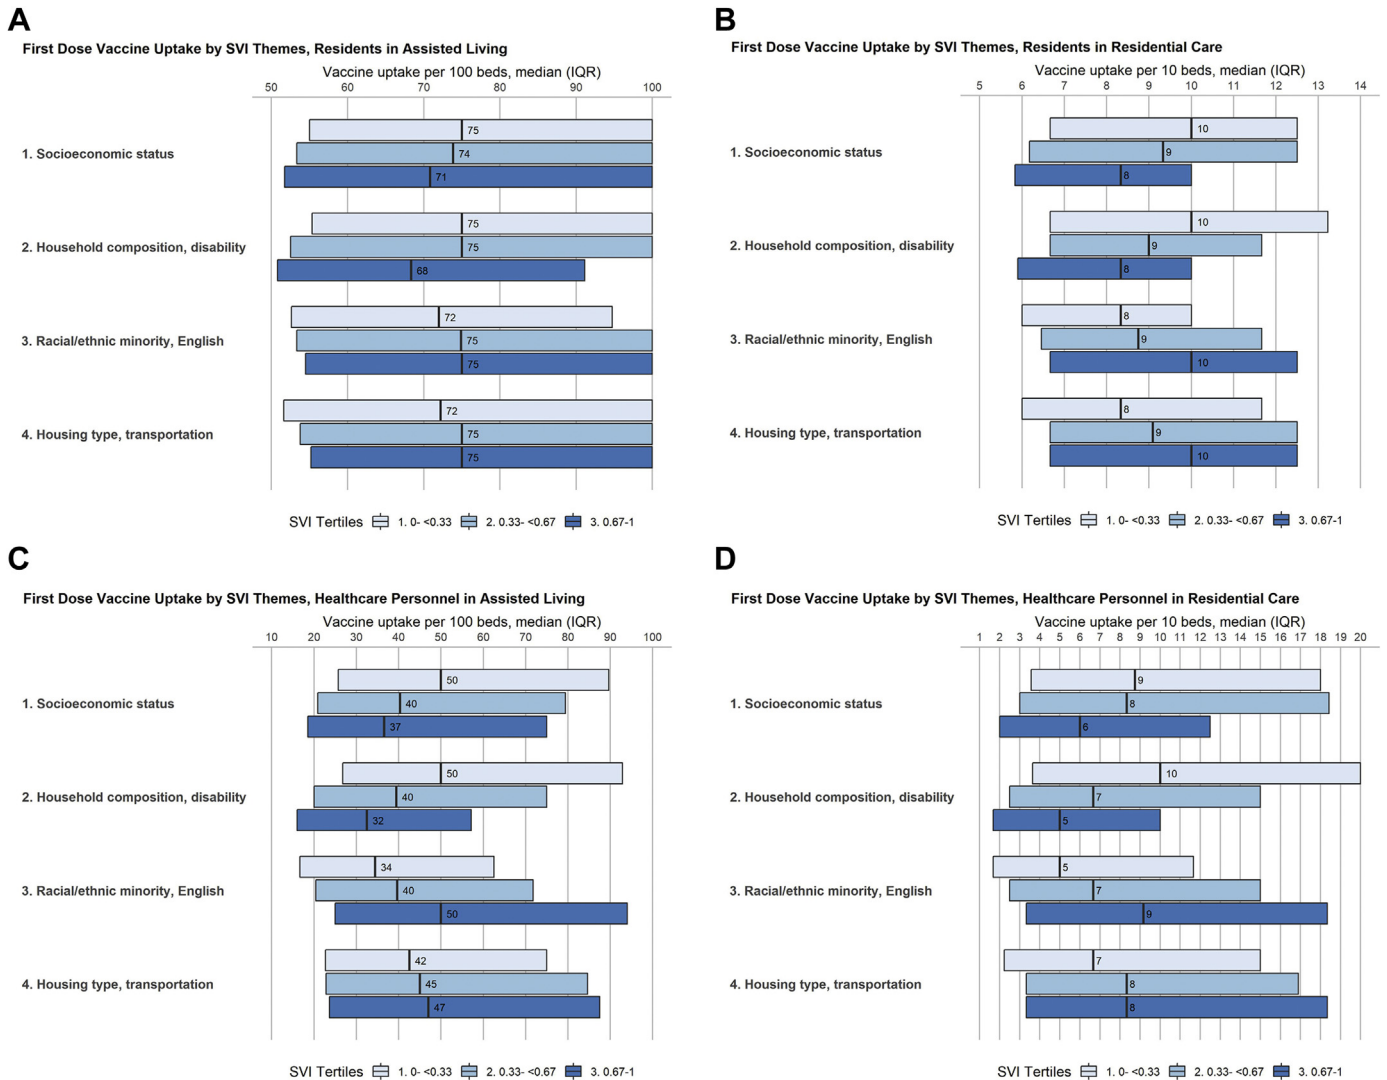 A
First Dose Vaccine Uptake by SVI Themes, Residents in Assisted Living
Vaccine uptake per 100 beds, median (IQR)
50 60 70 80 90 100
75
1. Socioeconomic status 74
71
75
2. Household composition, disability 75
68
72
3. Racial/ethnic minority, English 75
75
72
4. Housing type, transportation 75
75
SVI Tertiles 1. 0- <0.33 2. 0.33- <0.67 3. 0.67-1
B
First Dose Vaccine Uptake by SVI Themes, Residents in Residential Care
Vaccine uptake per 10 beds, median (IQR)
5 6 7 8 9 10 11 12 13 14
10
1. Socioeconomic status 9
8
10
2. Household composition, disability 9
8
8
3. Racial/ethnic minority, English 9
10
8
4. Housing type, transportation 9
10
SVI Tertiles 1. 0- <0.33 2. 0.33- <0.67 3. 0.67-1
C
First Dose Vaccine Uptake by SVI Themes, Healthcare Personnel in Assisted Living
Vaccine uptake per 100 beds, median (IQR)
10 20 30 40 50 60 70 80 90 100
50
1. Socioeconomic status 40
37
50
2. Household composition, disability 40
32
34
3. Racial/ethnic minority, English 40
50
42
4. Housing type, transportation 45
47
SVI Tertiles 1. 0- <0.33 2. 0.33- <0.67 3. 0.67-1
D
First Dose Vaccine Uptake by SVI Themes, Healthcare Personnel in Residential Care
Vaccine uptake per 10 beds, median (IQR)
1 2 3 4 5 6 7 8 9 10 11 12 13 14 15 16 17 18 19 20
9
1. Socioeconomic status 8
6
10
2. Household composition, disability 7
5
5
3. Racial/ethnic minority, English 7
9
7
4. Housing type, transportation 8
8
SVI Tertiles 1. 0- <0.33 2. 0.33- <0.67 3. 0.67-1